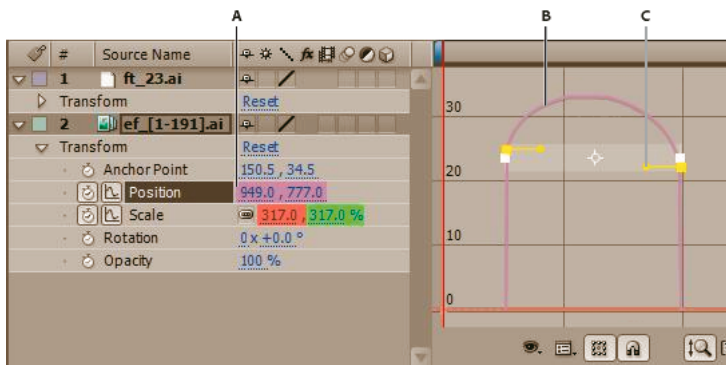 A B C
# Source Name fx
1 ft_23.ai
Transform Reset
2 ef_[1-191].ai
Transform Reset
Anchor Point 150.5 , 34.5
Position 949.0 , 777.0
Scale 317.0 , 317.0 %
Rotation 0 x +0.0 °
Opacity 100 %
30
20
10
0